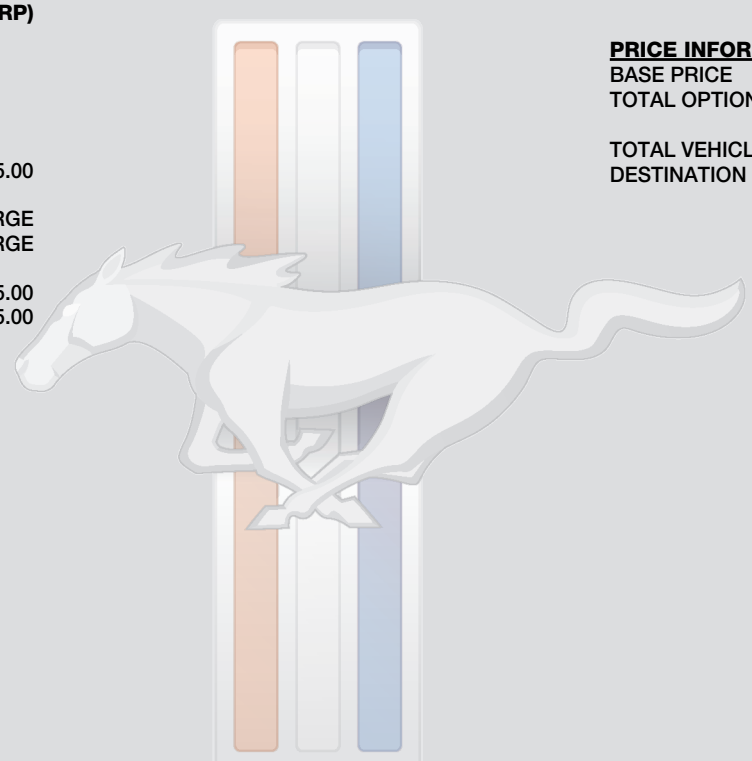 RP)
5.00
RGE
RGE
5.00
5.00
PRICE INFOR
BASE PRICE
TOTAL OPTION
TOTAL VEHICL
DESTINATION